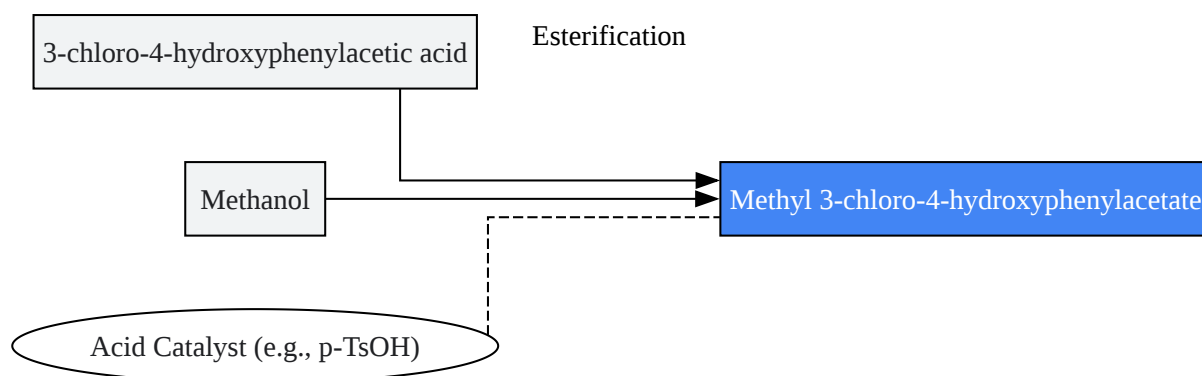 3-chloro-4-hydroxyphenylacetic acid
Esterification
Methanol
Methyl 3-chloro-4-hydroxyphenylacetate
Acid Catalyst (e.g., p-TsOH)